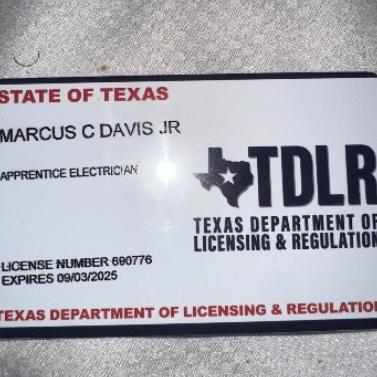 STATE OF TEXAS
MARCUS C DAVIS JR
APPRENTICE ELECTRICIAN
TDLR
TEXAS DEPARTMENT OF
LICENSING & REGULATION
LICENSE NUMBER 690776
EXPIRES 09/03/2025
TEXAS DEPARTMENT OF LICENSING & REGULATION